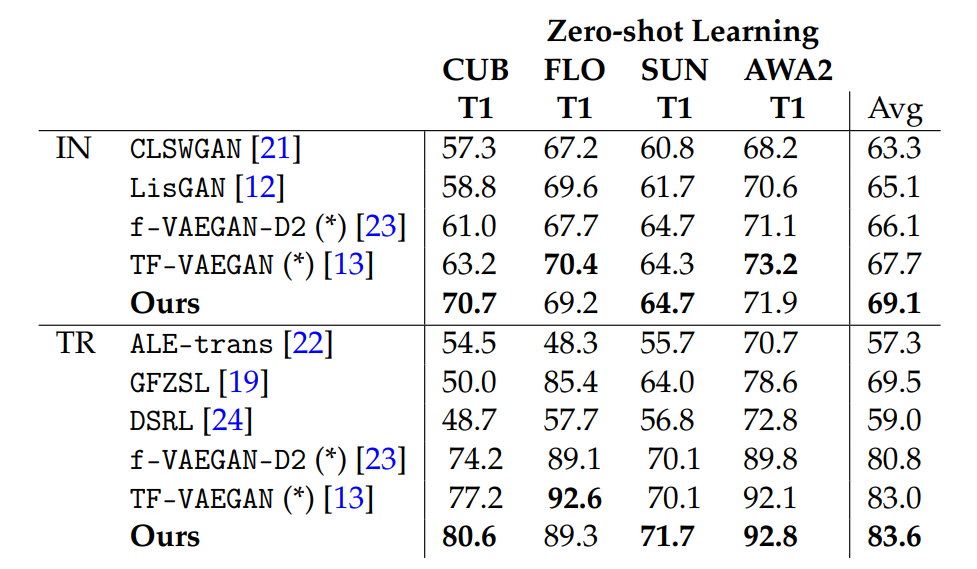 Zero-shot Learning
CUB FLO SUN AWA2
T1 T1 T1 T1 Avg
IN CLSWGAN [21] 57.3 67.2 60.8 68.2 63.3
LisGAN [12] 58.8 69.6 61.7 70.6 65.1
f-VAEGAN-D2 (*) [23] 61.0 67.7 64.7 71.1 66.1
TF-VAEGAN (*) [13] 63.2 70.4 64.3 73.2 67.7
Ours 70.7 69.2 64.7 71.9 69.1
TR ALE-trans [22] 54.5 48.3 55.7 70.7 57.3
GFZSL [19] 50.0 85.4 64.0 78.6 69.5
DSRL [24] 48.7 57.7 56.8 72.8 59.0
f-VAEGAN-D2 (*) [23] 74.2 89.1 70.1 89.8 80.8
TF-VAEGAN (*) [13] 77.2 92.6 70.1 92.1 83.0
Ours 80.6 89.3 71.7 92.8 83.6